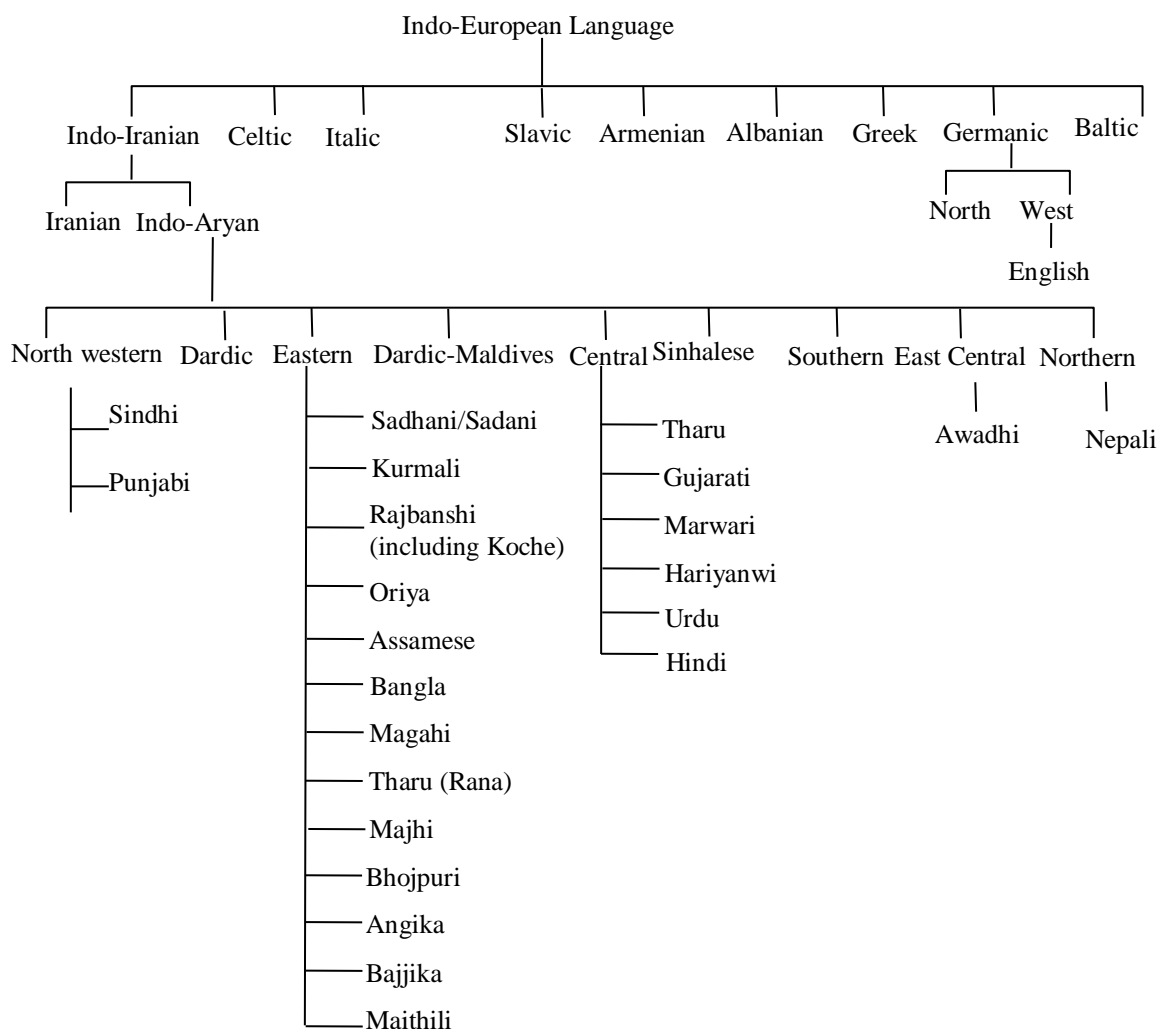 Indo-European Language
Indo-Iranian Celtic Italic Slavic Armenian Albanian Greek Germanic Baltic
Iranian Indo-Aryan North West
English
North western Dardic Eastern Dardic-Maldives Central Sinhalese Southern East Central Northern
Sindhi
Punjabi
Sadhani/Sadani
Kurmali
Rajbanshi
(including Koche)
Oriya
Assamese
Bangla
Magahi
Tharu (Rana)
Majhi
Bhojpuri
Angika
Bajjika
Maithili
Tharu
Gujarati
Marwari
Hariyanwi
Urdu
Hindi
Awadhi
Nepali